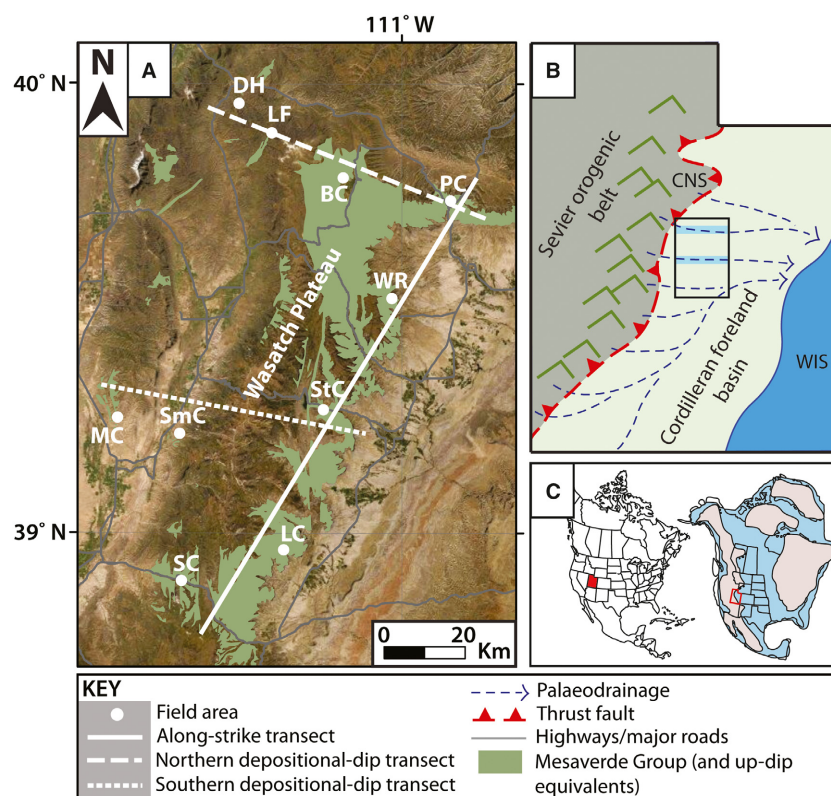 111° W
40° N
39° N
N
A
DH
LF
BC
PC
WR
Wasatch Plateau
StC
MC
SmC
LC
SC
0 20
Km
B
Sevier orogenic
belt
CNS
Cordilleran foreland
basin
WIS
C
KEY
Field area
Along-strike transect
Northern depositional-dip transect
Southern depositional-dip transect
Palaeodrainage
Thrust fault
Highways/major roads
Mesaverde Group (and up-dip
equivalents)